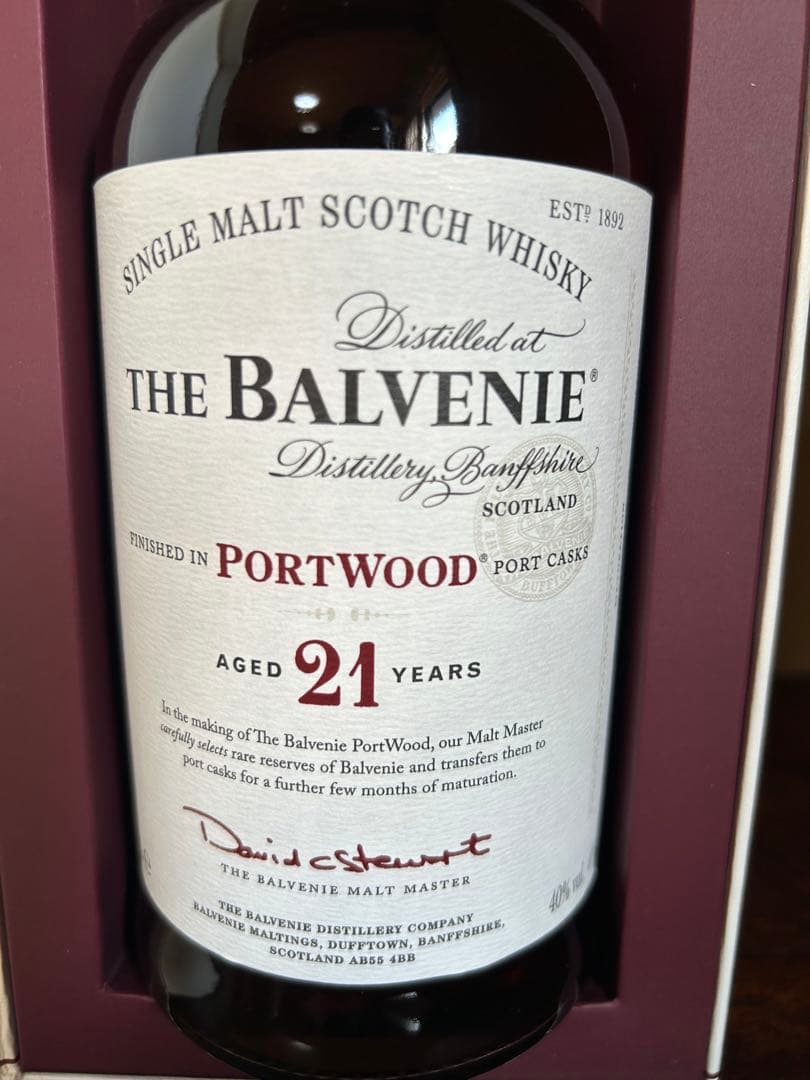 SINGLE MALT SCOTCH WHISKY
ESTD 1892
Distilled at
THE BALVENIE®
Distillery, Banffshire
SCOTLAND
FINISHED IN PORTWOOD® PORT CASKS
DUFFTOWN
AGED 21 YEARS
In the making of The Balvenie PortWood, our Malt Master
carefully selects rare reserves of Balvenie and transfers them to
port casks for a further few months of maturation.
David C Stewart
THE BALVENIE MALT MASTER
40% vol
THE BALVENIE DISTILLERY COMPANY
BALVENIE MALTINGS, DUFFTOWN, BANFFSHIRE,
SCOTLAND AB55 4BB